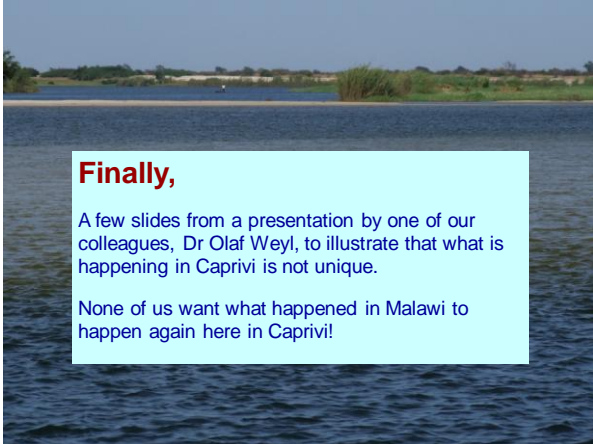 Finally,
A few slides from a presentation by one of our
colleagues, Dr Olaf Weyl, to illustrate that what is
happening in Caprivi is not unique.
None of us want what happened in Malawi to
happen again here in Caprivi!